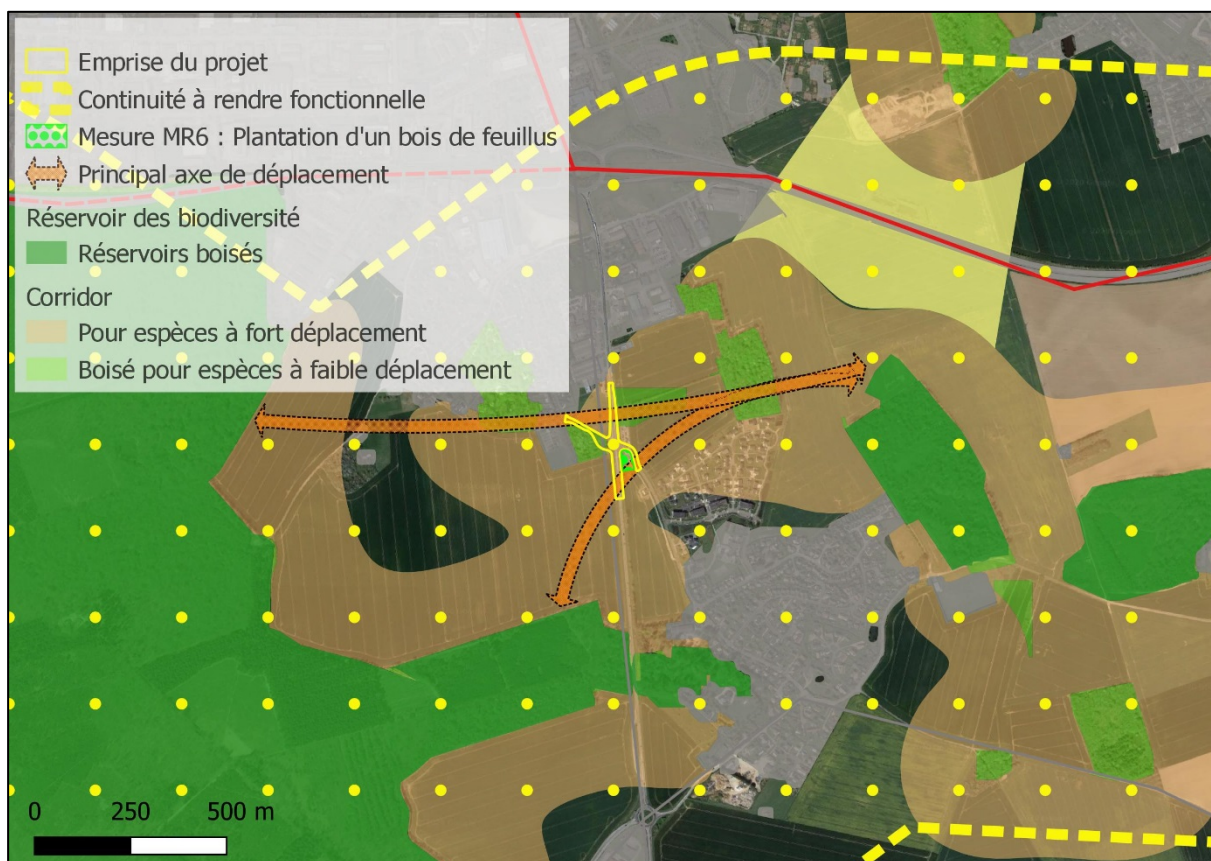 Emprise du projet
Continuité à rendre fonctionnelle
Mesure MR6 : Plantation d'un bois de feuillus
Principal axe de déplacement
Réservoir des biodiversité
Réservoirs boisés
Corridor
Pour espèces à fort déplacement
Boisé pour espèces à faible déplacement
0 250 500 m